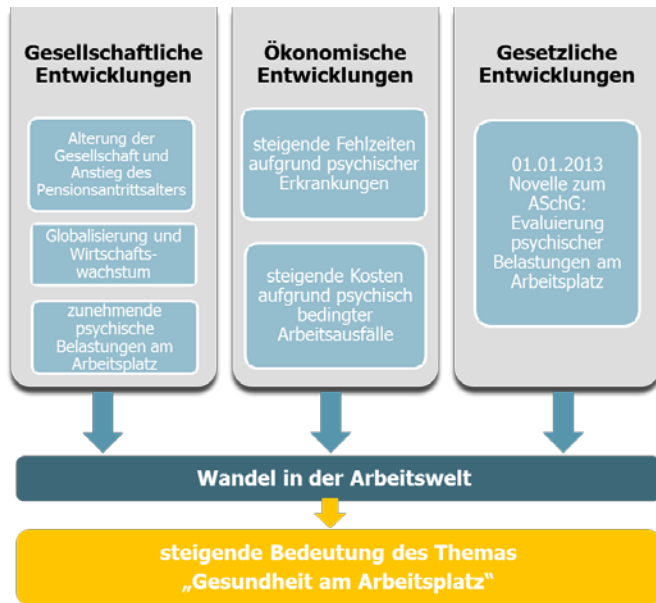 Gesellschaftliche
Entwicklungen
Alterung der
Gesellschaft und
Anstieg des
Pensionsantrittsalters
Globalisierung und
Wirtschafts-
wachstum
zunehmende
psychische
Belastungen am
Arbeitsplatz
Ökonomische
Entwicklungen
steigende Fehlzeiten
aufgrund psychischer
Erkrankungen
steigende Kosten
aufgrund psychisch
bedingter
Arbeitsausfälle
Gesetzliche
Entwicklungen
01.01.2013
Novelle zum
ASchG:
Evaluierung
psychischer
Belastungen am
Arbeitsplatz
Wandel in der Arbeitswelt
steigende Bedeutung des Themas
„Gesundheit am Arbeitsplatz“